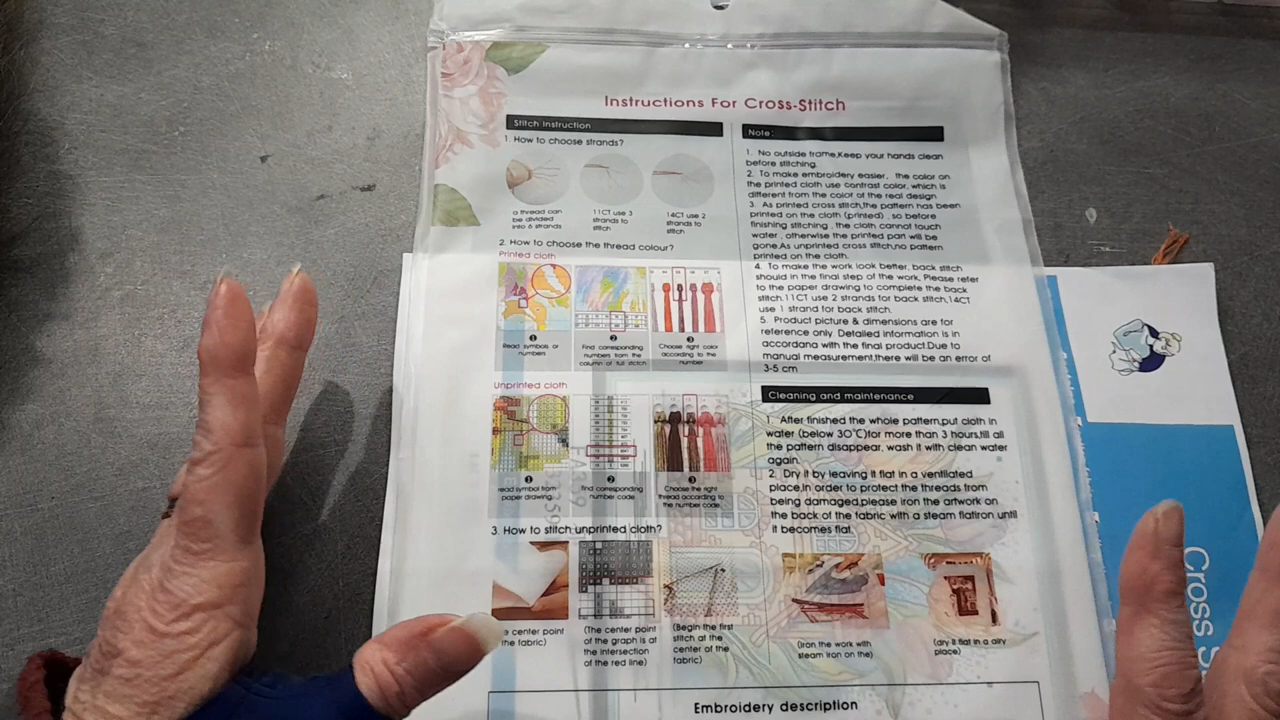 Instructions For Cross-Stitch
Stitch Instruction
1. How to choose strands?
a thread can
be divided
into 6 strands
11CT use 3
strands to
stitch
14CT use 2
strands to
stitch
2. How to choose the thread colour?
Printed cloth
1
Read symbols or
numbers
2
Find corresponding
numbers from the
column of full stitch
3
Choose right color
according to the
number
Unprinted cloth
1
read symbol from
paper drawing
2
find corresponding
number code
3
Choose the right
thread according to
the number code
3. How to stitch unprinted cloth?
center point
the fabric)
(The center point
of the graph is at
the intersection
of the red line)
(Begin the first
stitch at the
center of the
fabric)
Note:
1. No outside frame,Keep your hands clean
before stitching.
2. To make embroidery easier, the color on
the printed cloth use contrast color, which is
different from the color of the real design
3. As printed cross stitch,the pattern has been
printed on the cloth (printed) , so before
finishing stitching , the cloth cannot touch
water , otherwise the printed part will be
gone.As unprinted cross stitch,no pattern
printed on the cloth.
4. To make the work look better, back stitch
should in the final step of the work, Please refer
to the paper drawing to complete the back
stitch.11CT use 2 strands for back stitch,14CT
use 1 strand for back stitch.
5. Product picture & dimensions are for
reference only. Detailed information is in
accordana with the final product.Due to
manual measurement,there will be an error of
3-5 cm
Cleaning and maintenance
1. After finished the whole pattern,put cloth in
water (below 30°C)for more than 3 hours,till all
the pattern disappear, wash it with clean water
again.
2. Dry it by leaving it flat in a ventilated
place,in order to protect the threads from
being damaged,please iron the artwork on
the back of the fabric with a steam flatiron until
it becomes flat.
(Iron the work with
steam iron on the)
(dry it flat in a airy
place)
Embroidery description
Cross S